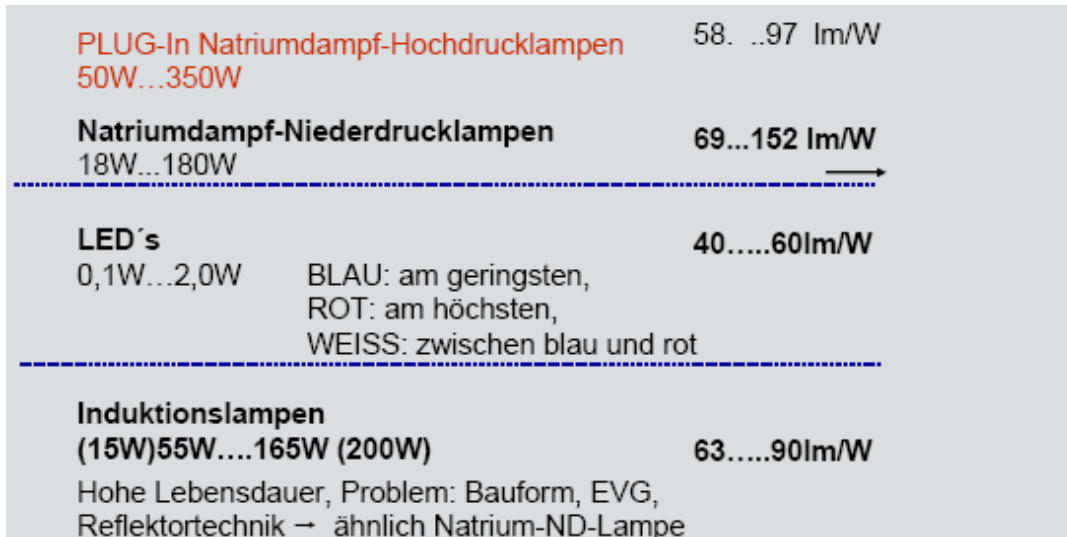 PLUG-In Natriumdampf-Hochdrucklampen 58. ..97 lm/W
50W...350W
Natriumdampf-Niederdrucklampen 69...152 lm/W
18W...180W
LED´s 40.....60lm/W
0,1W...2,0W BLAU: am geringsten,
ROT: am höchsten,
WEISS: zwischen blau und rot
Induktionslampen
(15W)55W....165W (200W) 63.....90lm/W
Hohe Lebensdauer, Problem: Bauform, EVG,
Reflektortechnik → ähnlich Natrium-ND-Lampe